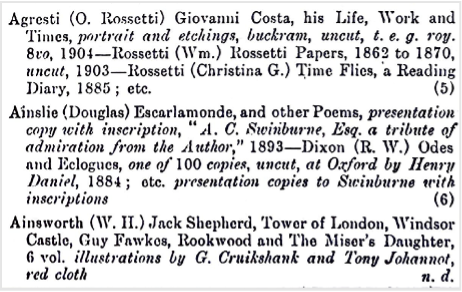 Agresti (O. Rossetti) Giovanni Costa, his Life, Work and
Times, portrait and etchings, buckram, uncut, t. e. g. roy.
8vo, 1904—Rossetti (Wm.) Rossetti Papers, 1862 to 1870,
uncut, 1903—Rossetti (Christina G.) Time Flies, a Reading
Diary, 1885; etc. (5)
Ainslie (Douglas) Escarlamonde, and other Poems, presentation
copy with inscription, "A. C. Swinburne, Esq. a tribute of
admiration from the Author," 1893—Dixon (R. W.) Odes
and Eclogues, one of 100 copies, uncut, at Oxford by Henry
Daniel, 1884; etc. presentation copies to Swinburne with
inscriptions (6)
Ainsworth (W. H.) Jack Shepherd, Tower of London, Windsor
Castle, Guy Fawkes, Rookwood and The Miser's Daughter,
6 vol. illustrations by G. Cruikshank and Tony Johannot,
red cloth n. d.